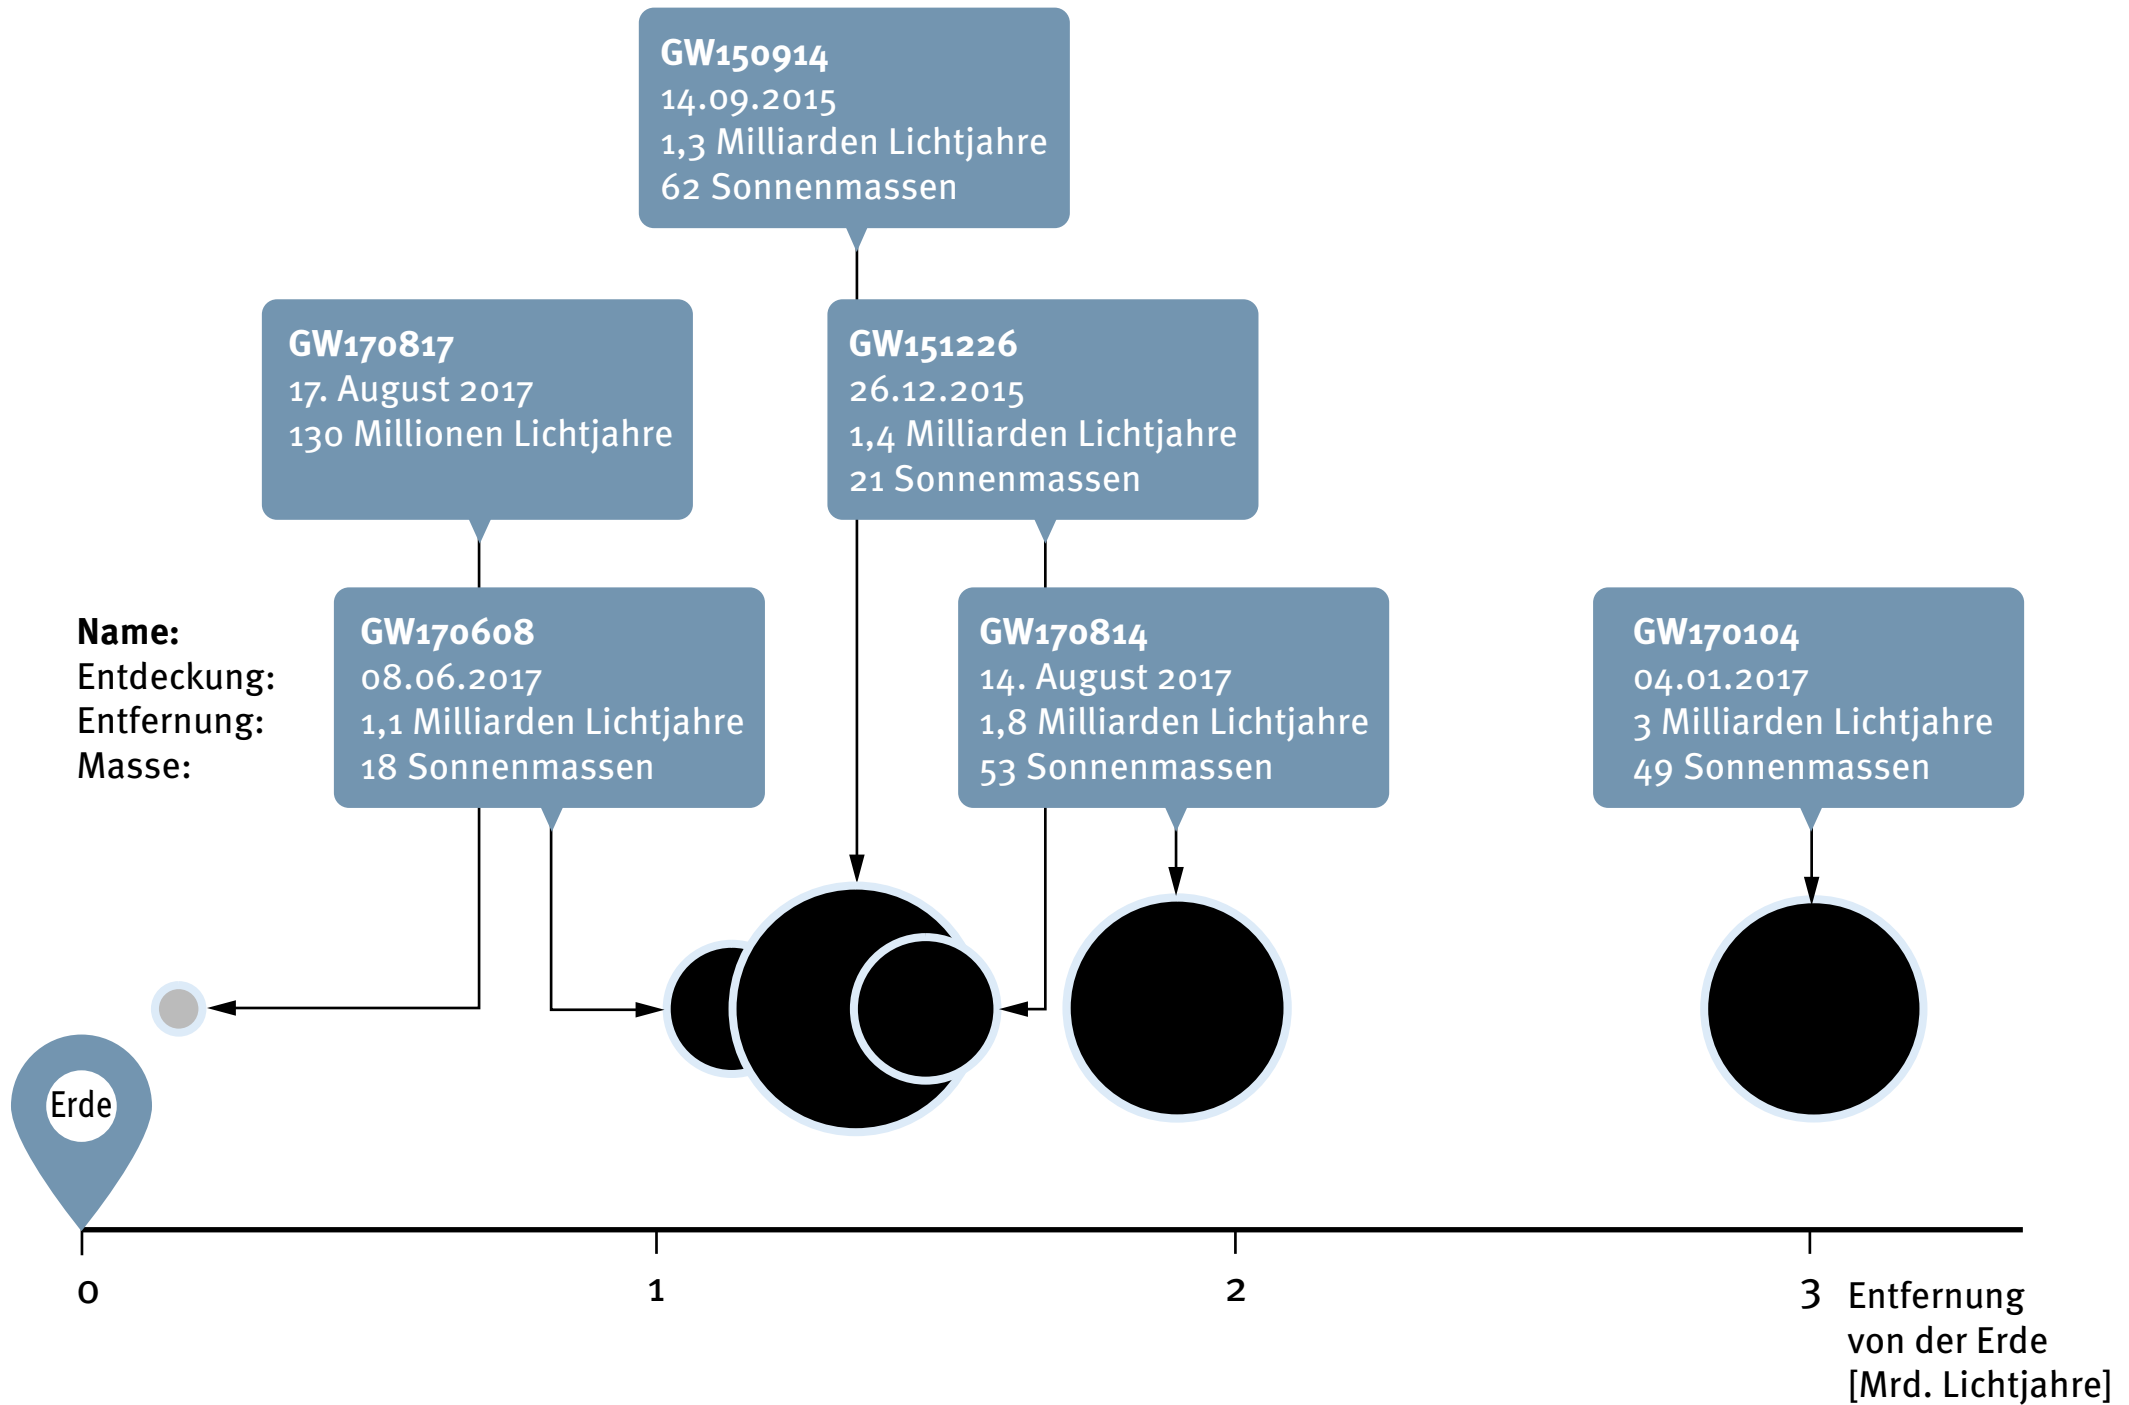 GW150914
14.09.2015
1,3 Milliarden Lichtjahre
62 Sonnenmassen
GW170817
17. August 2017
130 Millionen Lichtjahre
GW151226
26.12.2015
1,4 Milliarden Lichtjahre
21 Sonnenmassen
Name:
Entdeckung:
Entfernung:
Masse:
GW170608
08.06.2017
1,1 Milliarden Lichtjahre
18 Sonnenmassen
GW170814
14. August 2017
1,8 Milliarden Lichtjahre
53 Sonnenmassen
GW170104
04.01.2017
3 Milliarden Lichtjahre
49 Sonnenmassen
Erde
0
1
2
3
Entfernung
von der Erde
[Mrd. Lichtjahre]